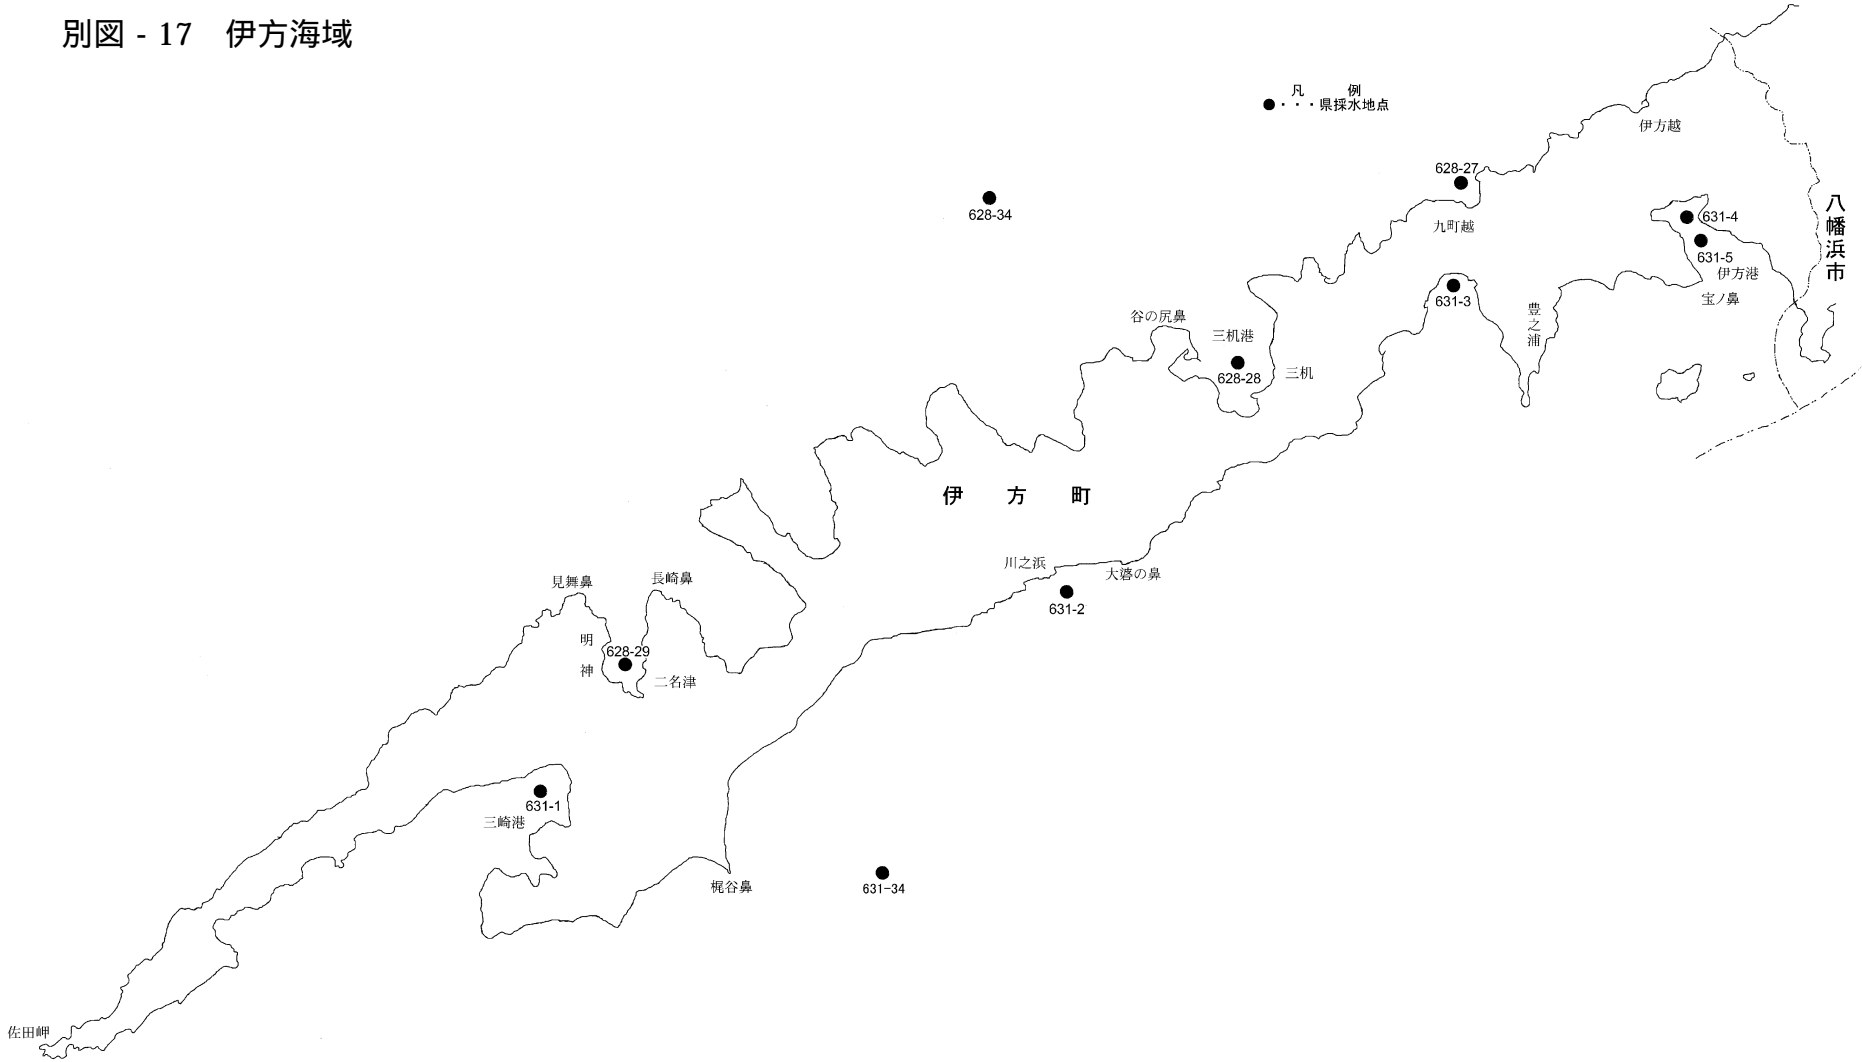 別図 - 17　伊方海域
凡　例
●・・・県採水地点
伊方越
628-27
628-34
九町越
631-4
631-5
伊方港
宝ノ鼻
八幡浜市
631-3
豊之浦
谷の尻鼻
三机港
628-28
三机
伊方町
川之浜
大碆の鼻
631-2
見舞鼻
長崎鼻
明神
628-29
二名津
631-1
三崎港
梶谷鼻
631-34
佐田岬